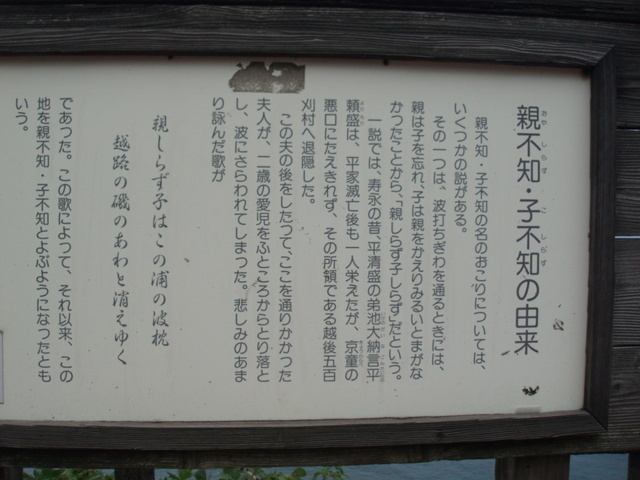 親不知・子不知の由来
親不知・子不知の名のおこりについては、
いくつかの説がある。
その一つは、波打ちぎわを通るときには、
親は子を忘れ、子は親をかえりみるいとまがな
かったことから、「親しらず子しらず」だという。
一説では、寿永の昔、平清盛の弟池大納言平
頼盛は、平家滅亡後も一人栄えたが、京童の
悪口にたえきれず、その所領である越後五百
刈村へ退隠した。
この夫の後をしたって、ここを通りかかった
夫人が、二歳の愛児をふところからとり落と
し、波にさらわれてしまった。悲しみのあま
り詠んだ歌が
親しらず子はこの浦の波枕
越路の磯のあわと消えゆく
であった。この歌によって、それ以来、この
地を親不知・子不知とよぶようになったとも
いう。